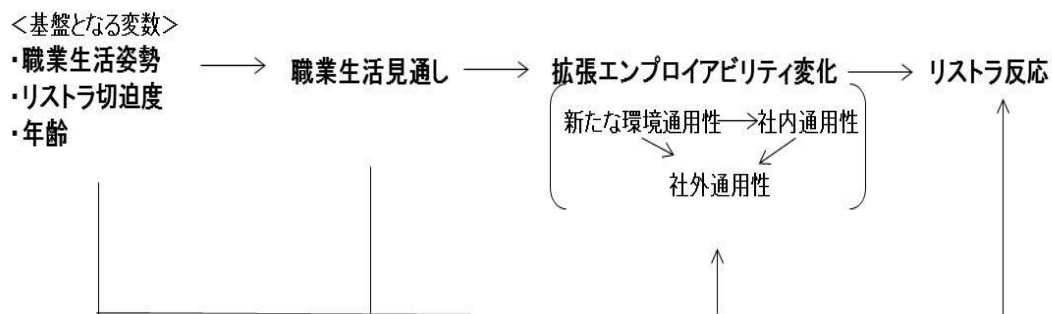 <基盤となる変数>
・職業生活姿勢
・リストラ切迫度
・年齢
職業生活見通し
拡張エンプロイアビリティ変化
リストラ反応
新たな環境通用性
社内通用性
社外通用性